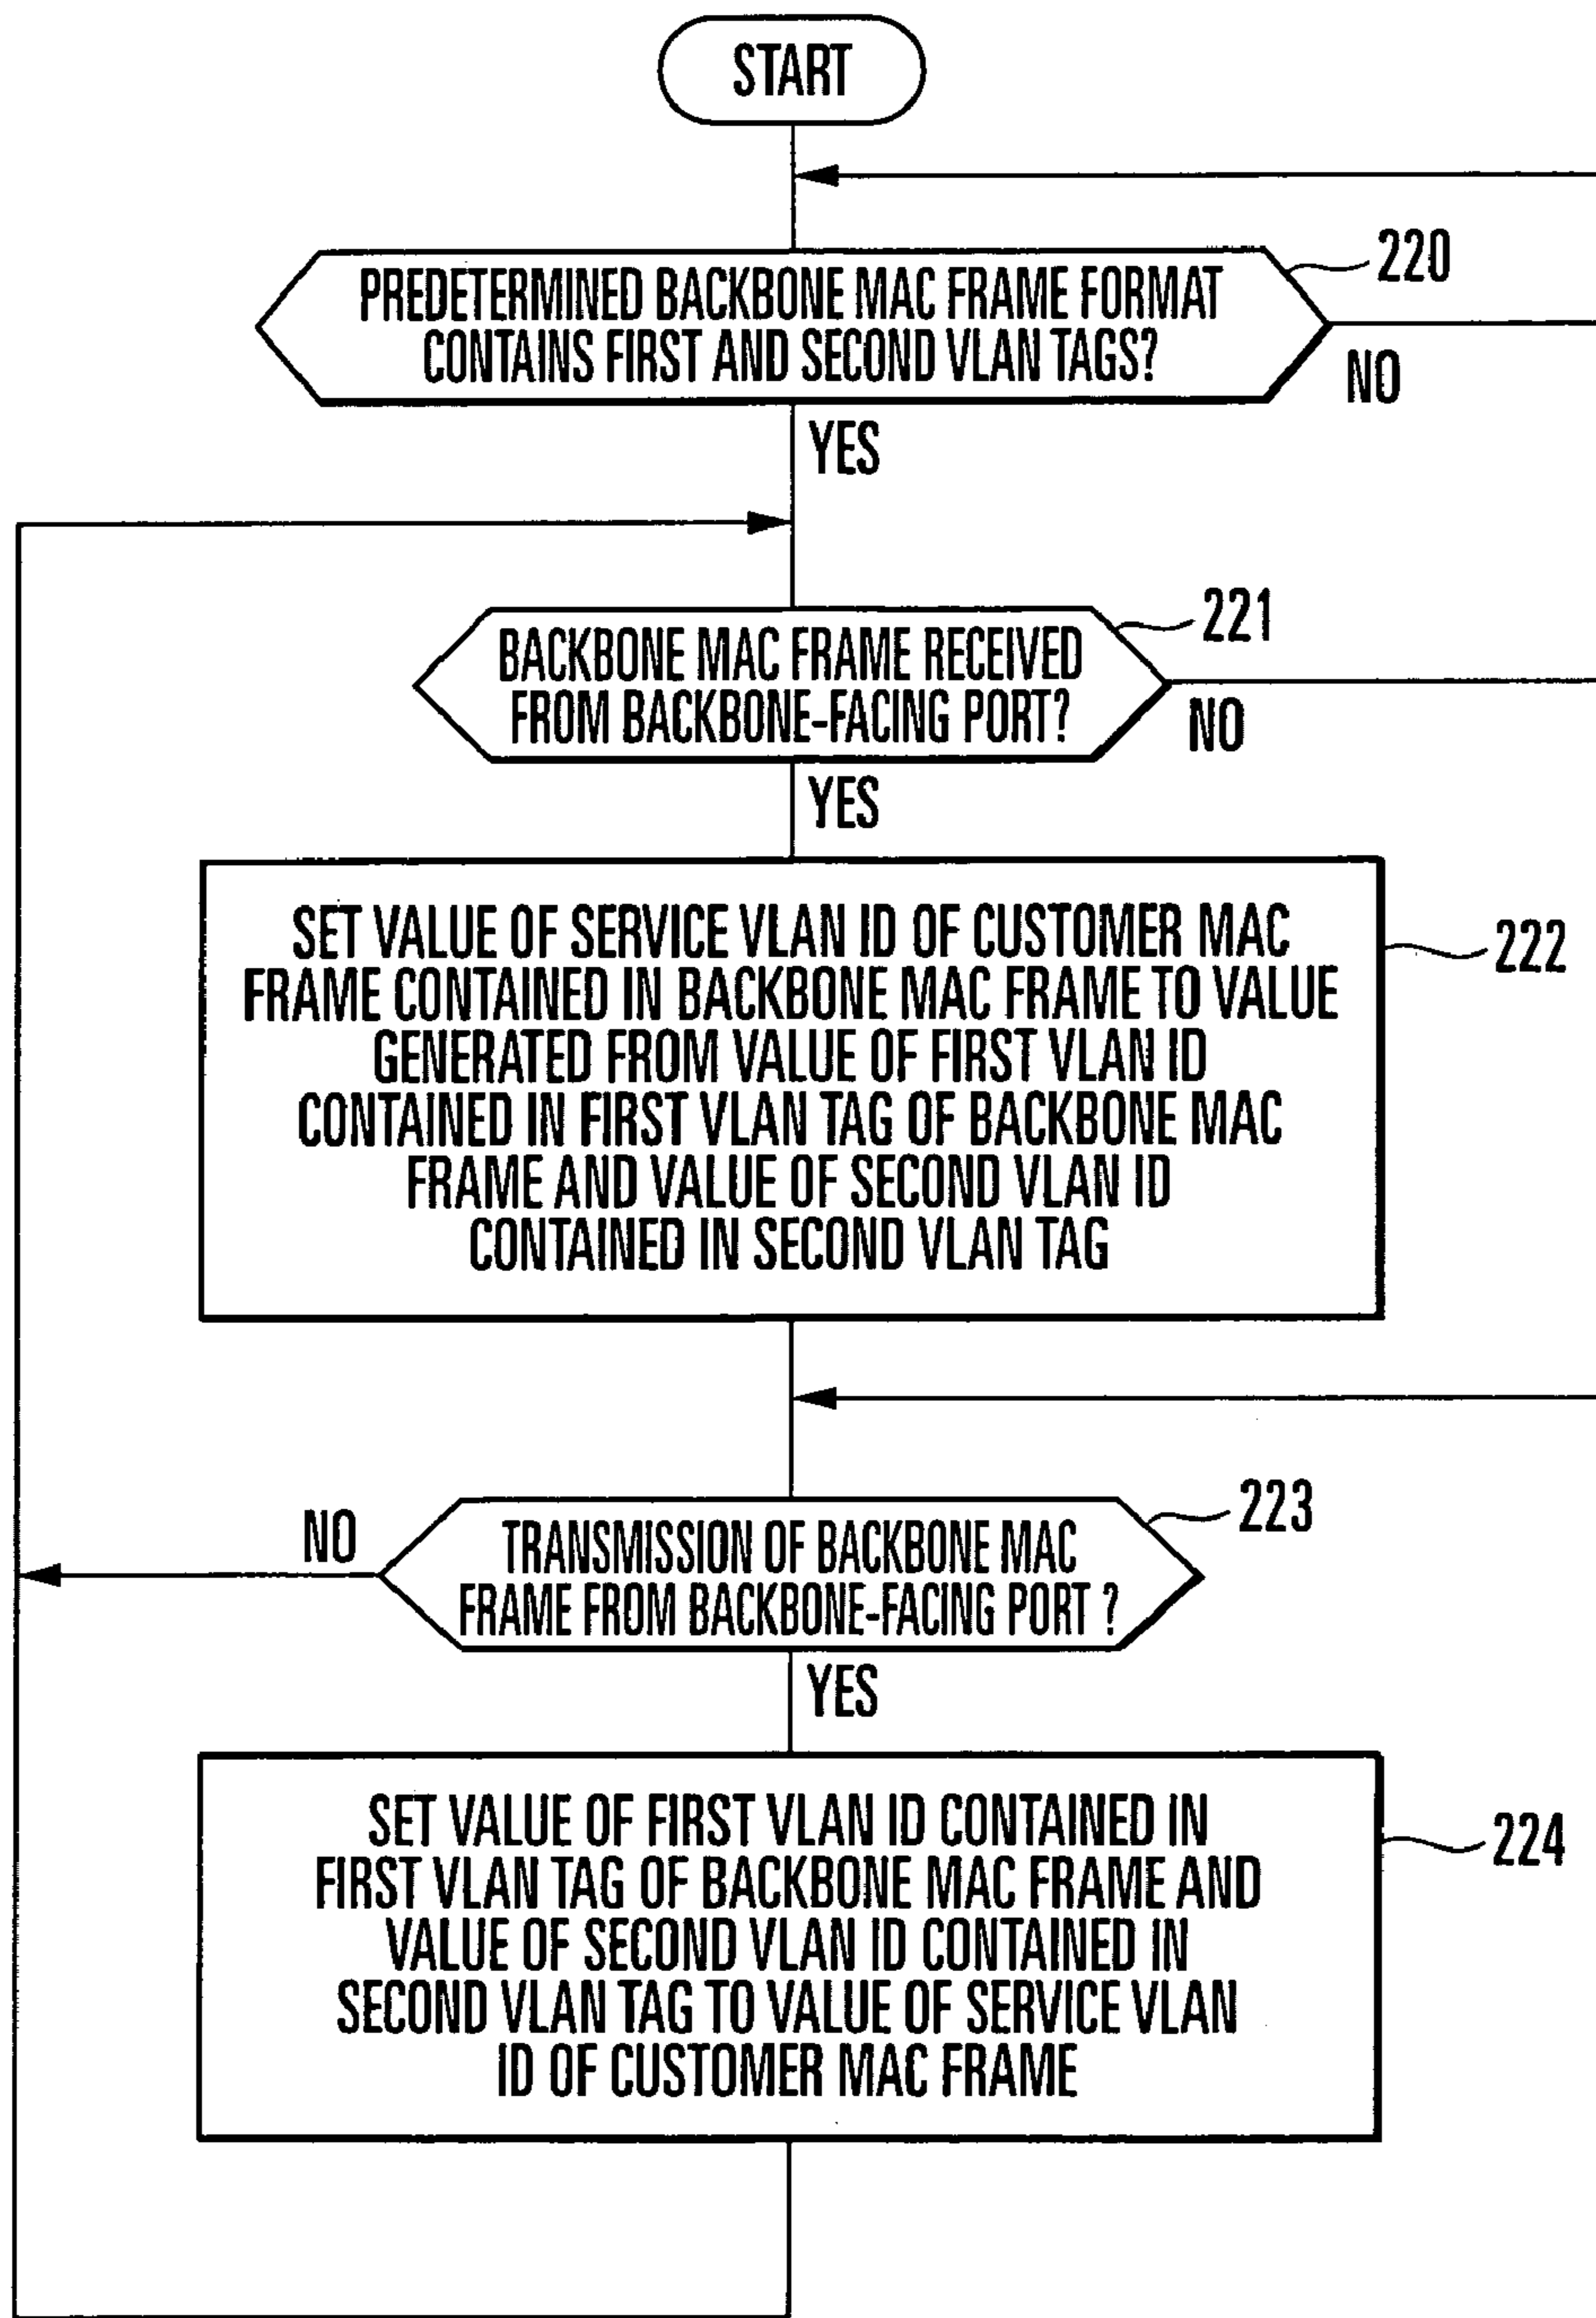 START
PREDETERMINED BACKBONE MAC FRAME FORMAT
CONTAINS FIRST AND SECOND VLAN TAGS?
220
NO
YES
BACKBONE MAC FRAME RECEIVED
FROM BACKBONE-FACING PORT?
221
NO
YES
SET VALUE OF SERVICE VLAN ID OF CUSTOMER MAC
FRAME CONTAINED IN BACKBONE MAC FRAME TO VALUE
GENERATED FROM VALUE OF FIRST VLAN ID
CONTAINED IN FIRST VLAN TAG OF BACKBONE MAC
FRAME AND VALUE OF SECOND VLAN ID
CONTAINED IN SECOND VLAN TAG
222
NO
TRANSMISSION OF BACKBONE MAC
FRAME FROM BACKBONE-FACING PORT ?
223
YES
SET VALUE OF FIRST VLAN ID CONTAINED IN
FIRST VLAN TAG OF BACKBONE MAC FRAME AND
VALUE OF SECOND VLAN ID CONTAINED IN
SECOND VLAN TAG TO VALUE OF SERVICE VLAN
ID OF CUSTOMER MAC FRAME
224